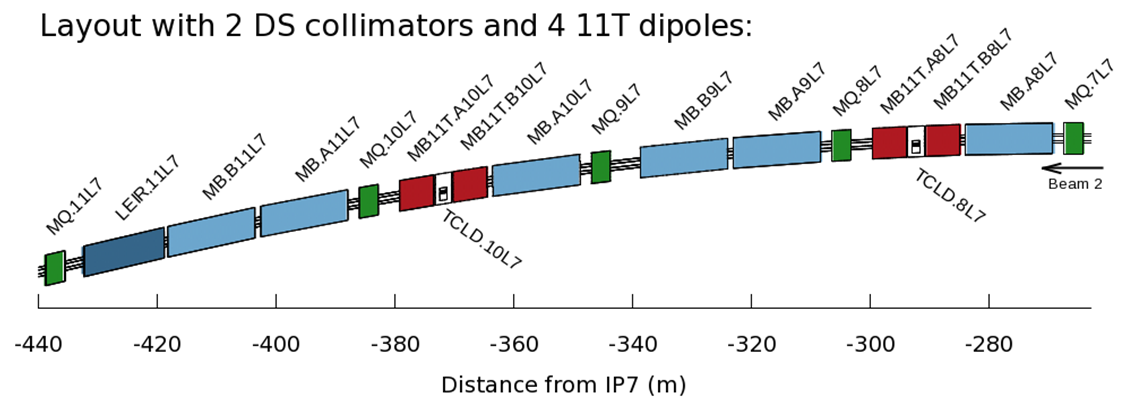 Layout with 2 DS collimators and 4 11T dipoles:
MQ.11L7
LEIR.11L7
MB.B11L7
MB.A11L7
MQ.10L7
MB11T.A10L7
MB11T.B10L7
MB.A10L7
MQ.9L7
MB.B9L7
MB.A9L7
MQ.8L7
MB11T.A8L7
MB11T.B8L7
MB.A8L7
MQ.7L7
Beam 2
TCLD.10L7
TCLD.8L7
-440 -420 -400 -380 -360 -340 -320 -300 -280
Distance from IP7 (m)